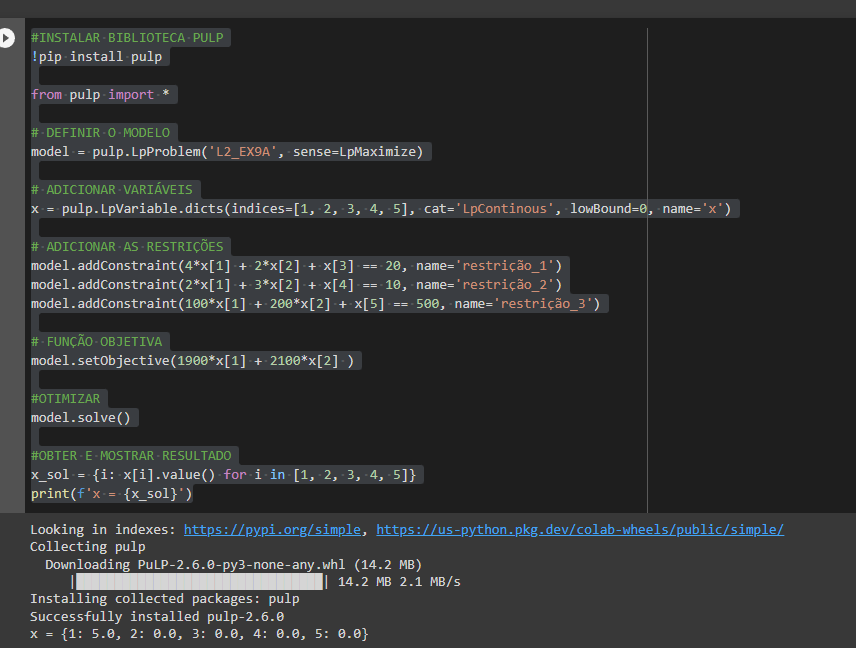 #INSTALAR BIBLIOTECA PULP
!pip install pulp
from pulp import *
# DEFINIR O MODELO
model = pulp.LpProblem('L2_EX9A', sense=LpMaximize)
# ADICIONAR VARIÁVEIS
x = pulp.LpVariable.dicts(indices=[1, 2, 3, 4, 5], cat='LpContinous', lowBound=0, name='x')
# ADICIONAR AS RESTRIÇÕES
model.addConstraint(4*x[1] + 2*x[2] + x[3] == 20, name='restrição_1')
model.addConstraint(2*x[1] + 3*x[2] + x[4] == 10, name='restrição_2')
model.addConstraint(100*x[1] + 200*x[2] + x[5] == 500, name='restrição_3')
# FUNÇÃO OBJETIVA
model.setObjective(1900*x[1] + 2100*x[2] )
#OTIMIZAR
model.solve()
#OBTER E MOSTRAR RESULTADO
x_sol = {i: x[i].value() for i in [1, 2, 3, 4, 5]}
print(f'x = {x_sol}')
Looking in indexes: https://pypi.org/simple, https://us-python.pkg.dev/colab-wheels/public/simple/
Collecting pulp
Downloading PuLP-2.6.0-py3-none-any.whl (14.2 MB)
| | 14.2 MB 2.1 MB/s
Installing collected packages: pulp
Successfully installed pulp-2.6.0
x = {1: 5.0, 2: 0.0, 3: 0.0, 4: 0.0, 5: 0.0}